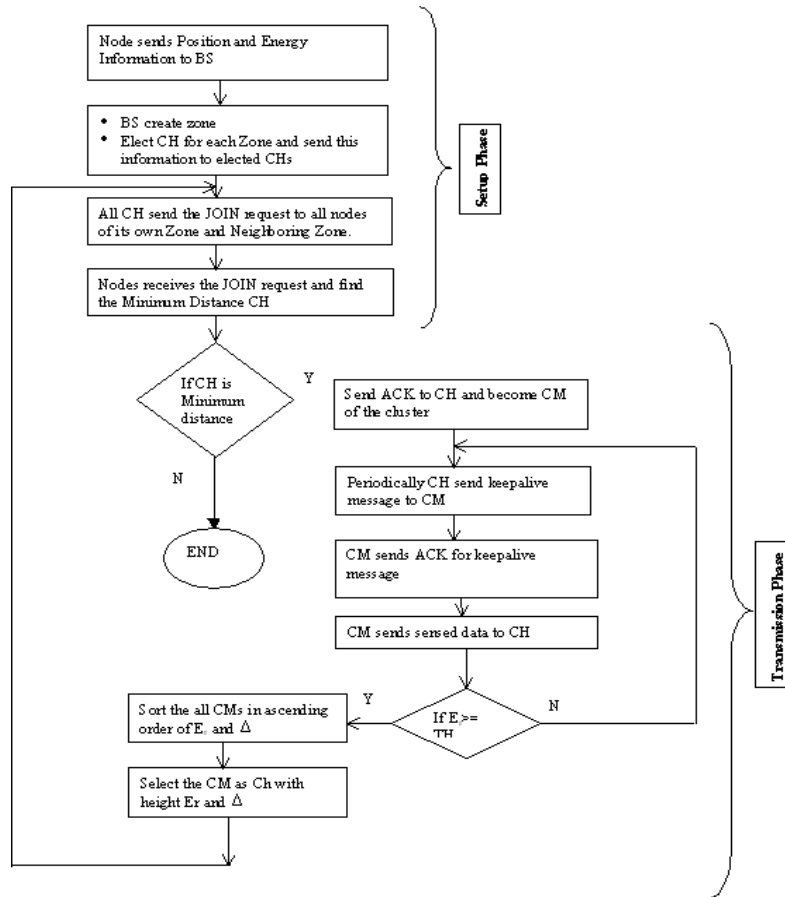 Node sends Position and Energy
Information to BS
• BS create zone
• Elect CH for each Zone and send this
information to elected CHs
All CH send the JOIN request to all nodes
of its own Zone and Neighboring Zone.
Nodes receives the JOIN request and find
the Minimum Distance CH
Setup Phase
If CH is
Minimum
distance
Y
N
END
Send ACK to CH and become CM
of the cluster
Periodically CH send keepalive
message to CM
CM sends ACK for keepalive
message
CM sends sensed data to CH
If E>=
TH
Y
N
Sort the all CMs in ascending
order of E and Δ
Select the CM as Ch with
height Er and Δ
Transmission Phase